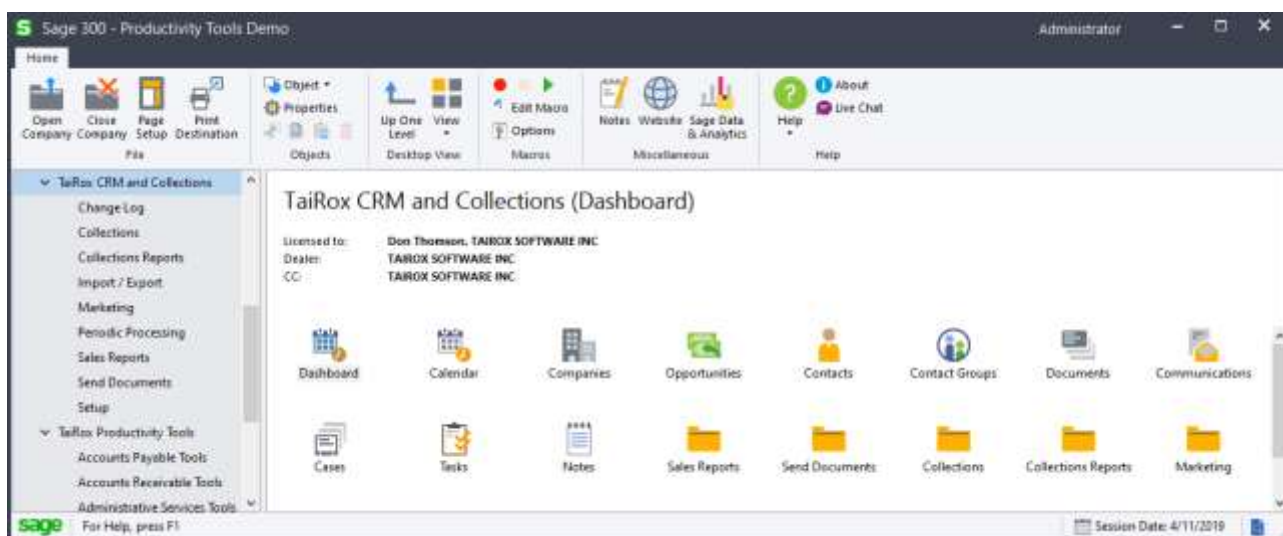 S Sage 300 - Productivity Tools Demo Administrator
Home
Open Company
Close Company
Page Setup
Print Destination
File
Object
Properties
Objects
Up One Level
View
Desktop View
Edit Macro
Options
Macros
Notes
Website
Sage Data & Analytics
Miscellaneous
Help
About
Live Chat
Help
TaiRox CRM and Collections
Change Log
Collections
Collections Reports
Import / Export
Marketing
Periodic Processing
Sales Reports
Send Documents
Setup
TaiRox Productivity Tools
Accounts Payable Tools
Accounts Receivable Tools
Administrative Services Tools
TaiRox CRM and Collections (Dashboard)
Licensed to: Don Thomson, TAIROX SOFTWARE INC
Dealer: TAIROX SOFTWARE INC
CC: TAIROX SOFTWARE INC
Dashboard Calendar Companies Opportunities Contacts Contact Groups Documents Communications
Cases Tasks Notes Sales Reports Send Documents Collections Collections Reports Marketing
sage For Help, press F1 Session Date: 4/11/2019